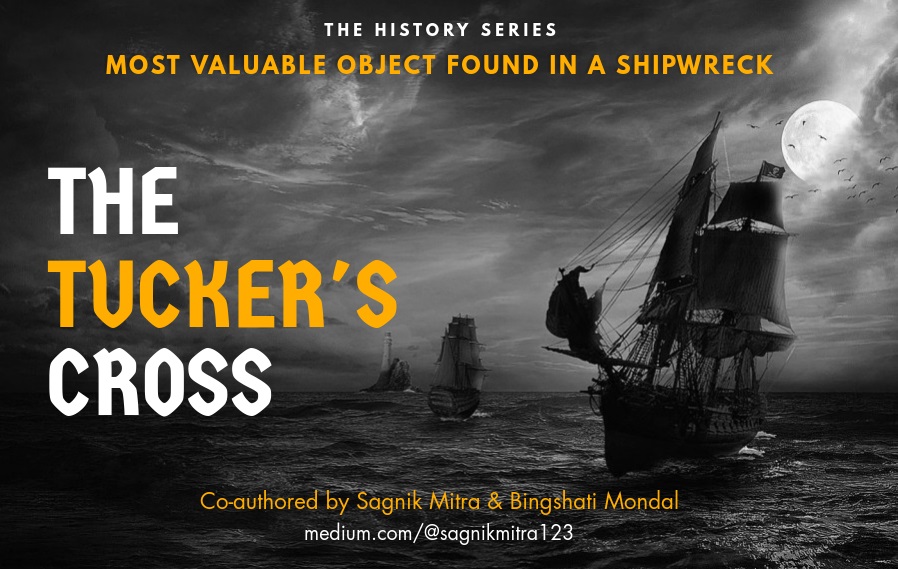 THE HISTORY SERIES
MOST VALUABLE OBJECT FOUND IN A SHIPWRECK
THE
TUCKER'S
CROSS
Co-authored by Sagnik Mitra & Bingshati Mondal
medium.com/@sagnikmitra123